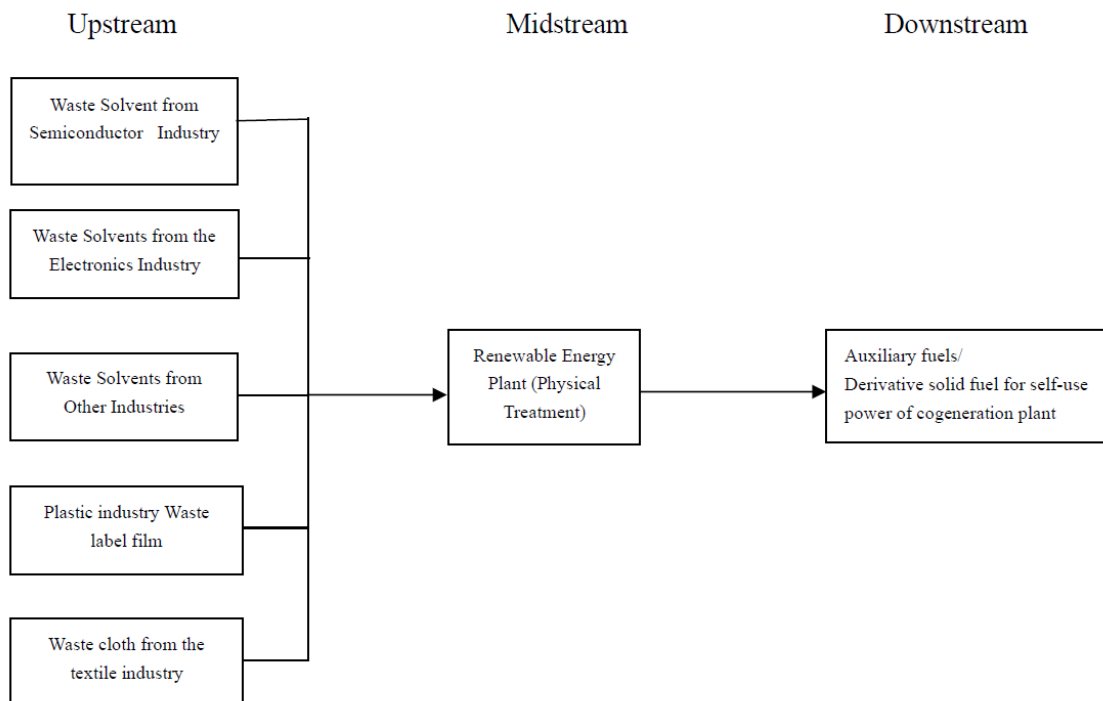 Upstream
Midstream
Downstream
Waste Solvent from
Semiconductor Industry
Waste Solvents from the
Electronics Industry
Waste Solvents from
Other Industries
Plastic industry Waste
label film
Waste cloth from the
textile industry
Renewable Energy
Plant (Physical
Treatment)
Auxiliary fuels/
Derivative solid fuel for self-use
power of cogeneration plant